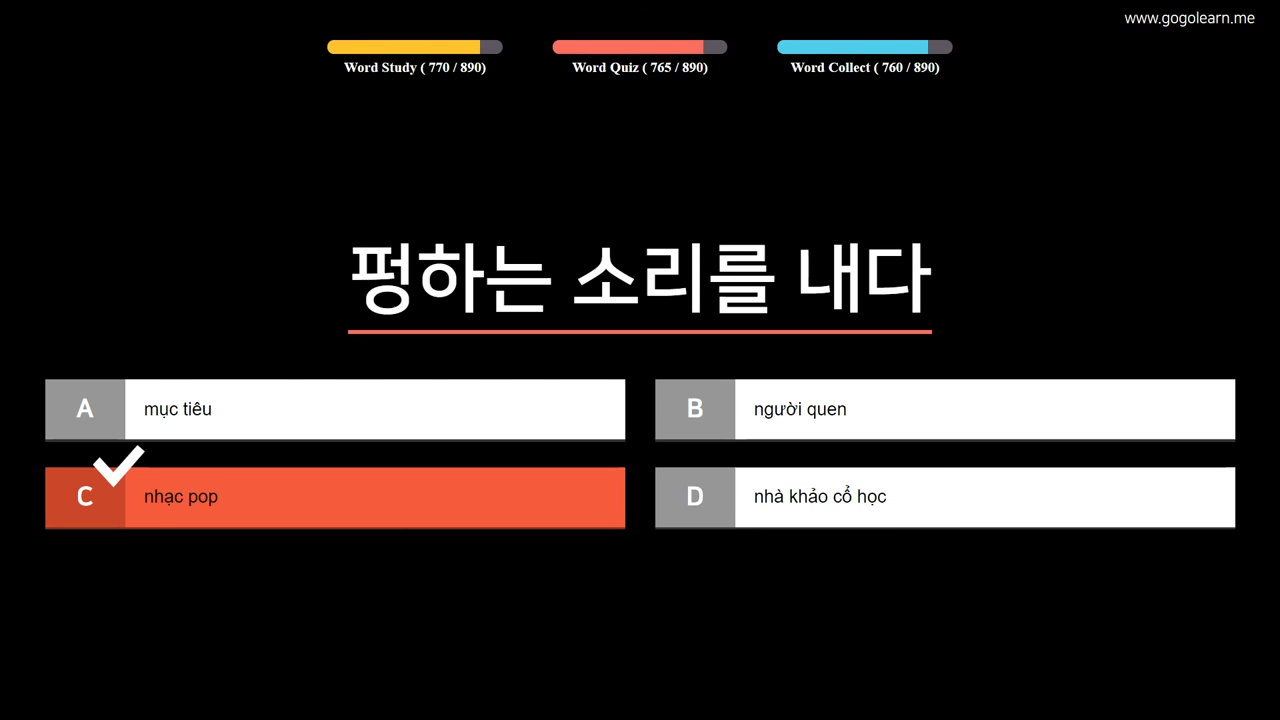 www.gogolearn.me
Word Study ( 770 / 890)
Word Quiz ( 765 / 890)
Word Collect ( 760 / 890)
펑하는 소리를 내다
A mục tiêu
B người quen
C nhạc pop
D nhà khảo cổ học